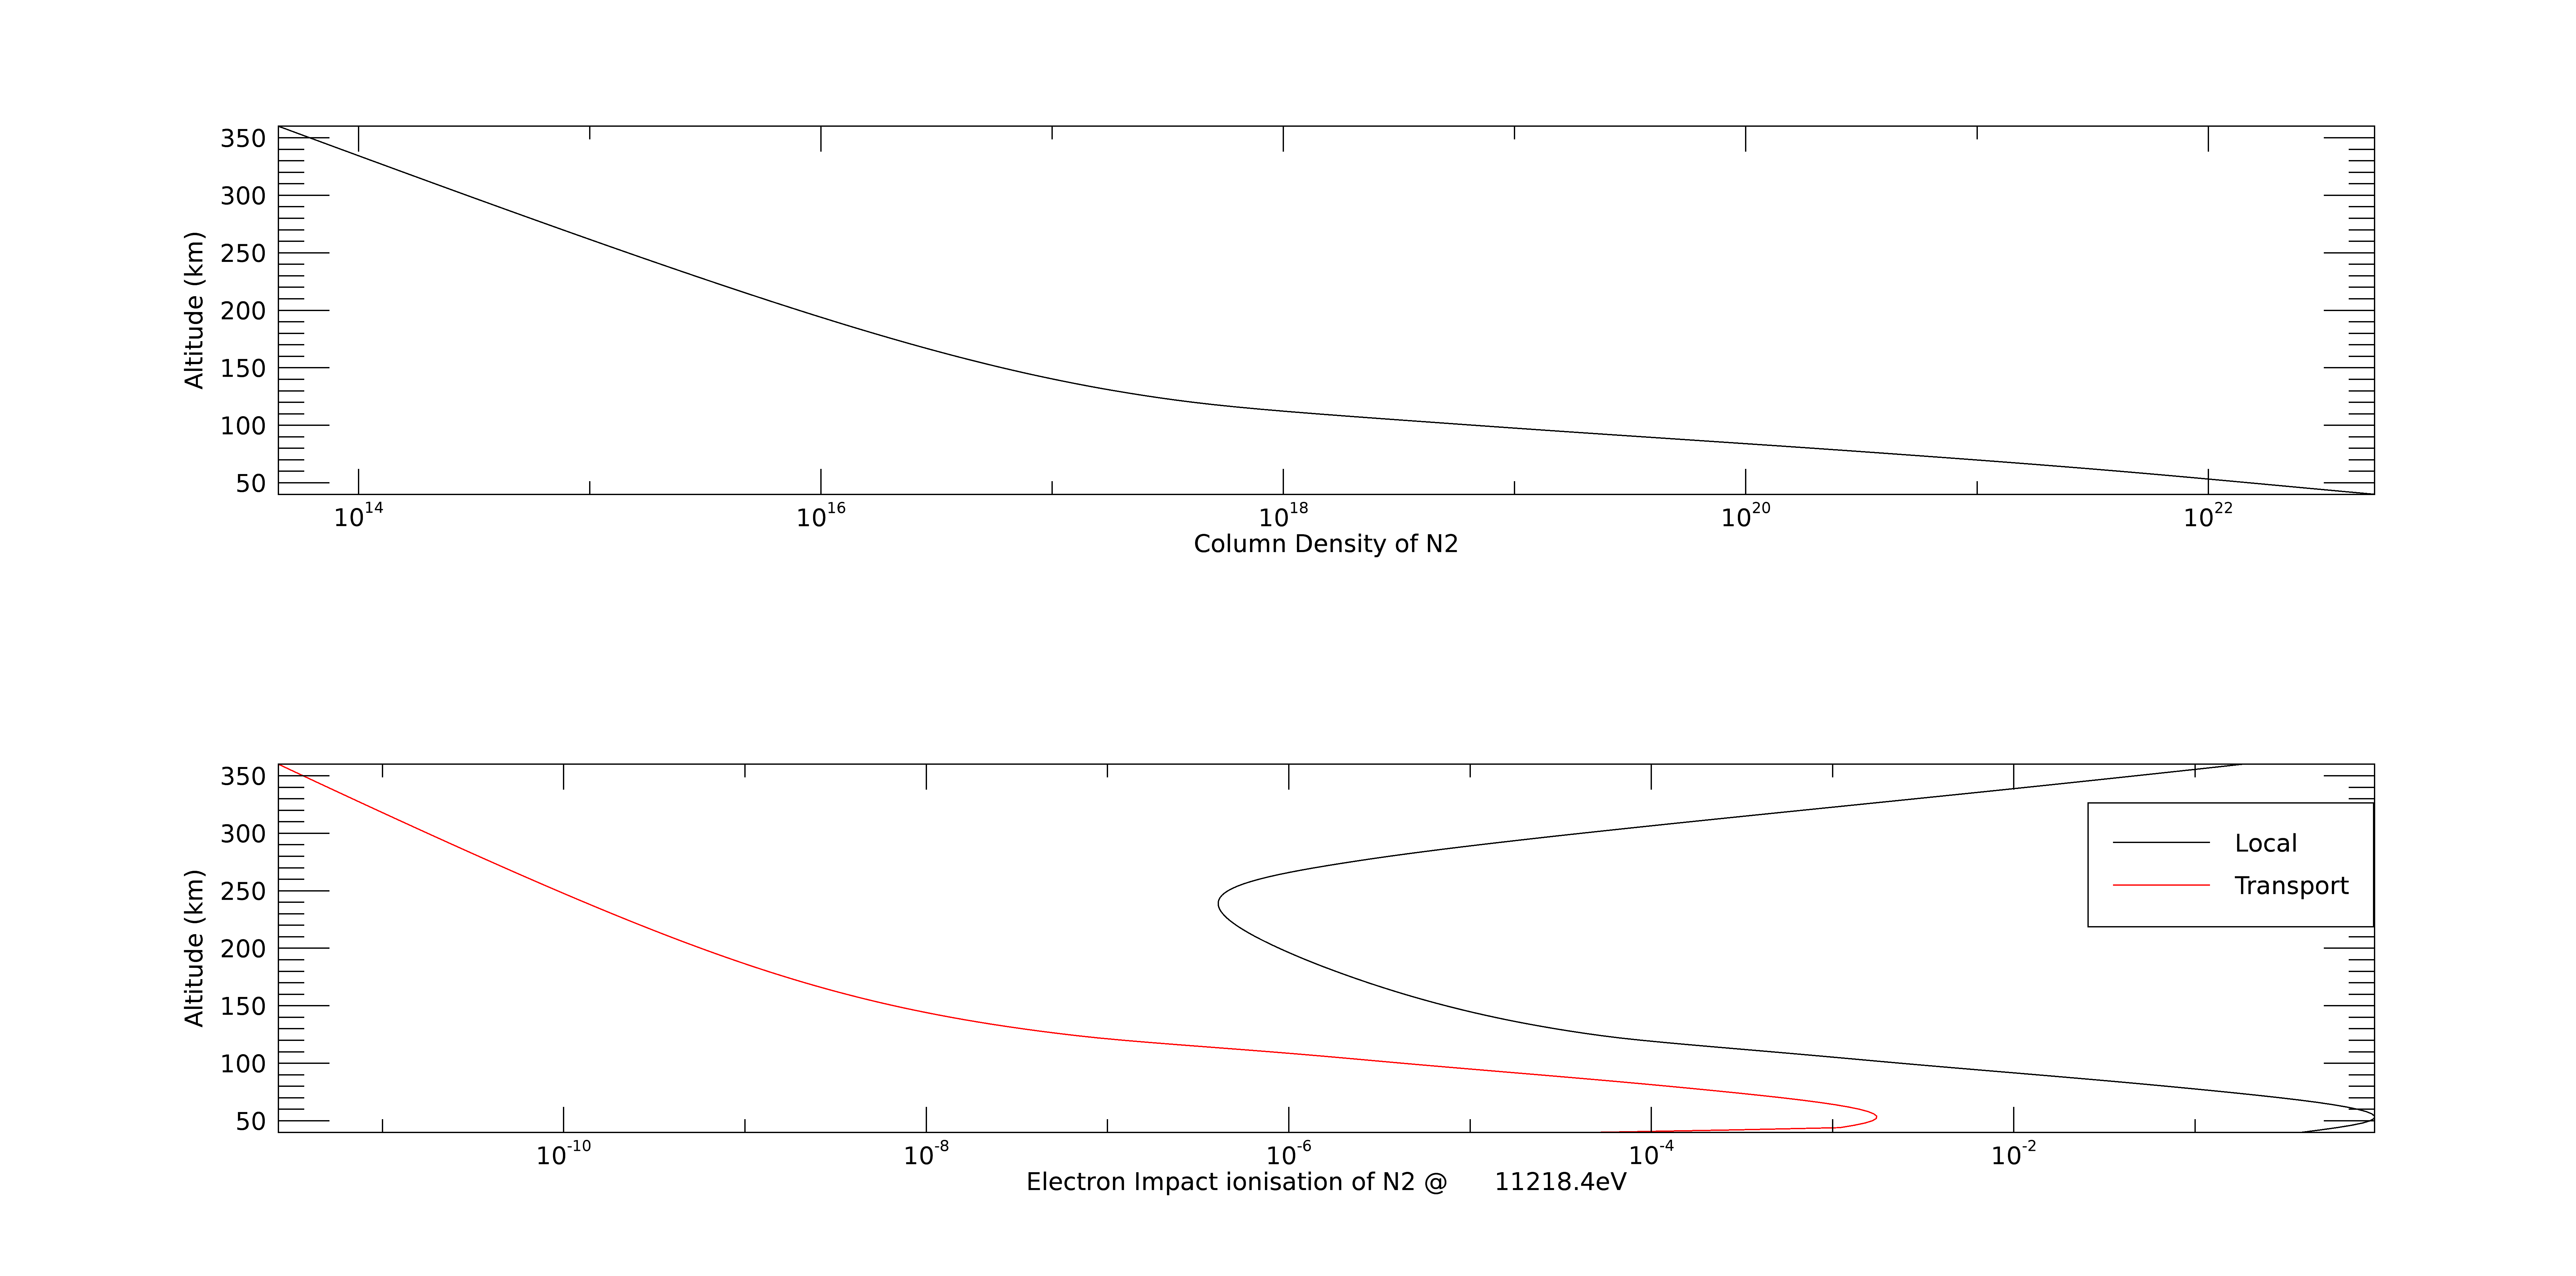 350
300
250
200
150
100
50
Altitude (km)
10^14 10^16 10^18 10^20 10^22
Column Density of N2
350
300
250
200
150
100
50
Altitude (km)
Local
Transport
10^-10 10^-8 10^-6 10^-4 10^-2
Electron Impact ionisation of N2 @ 11218.4eV